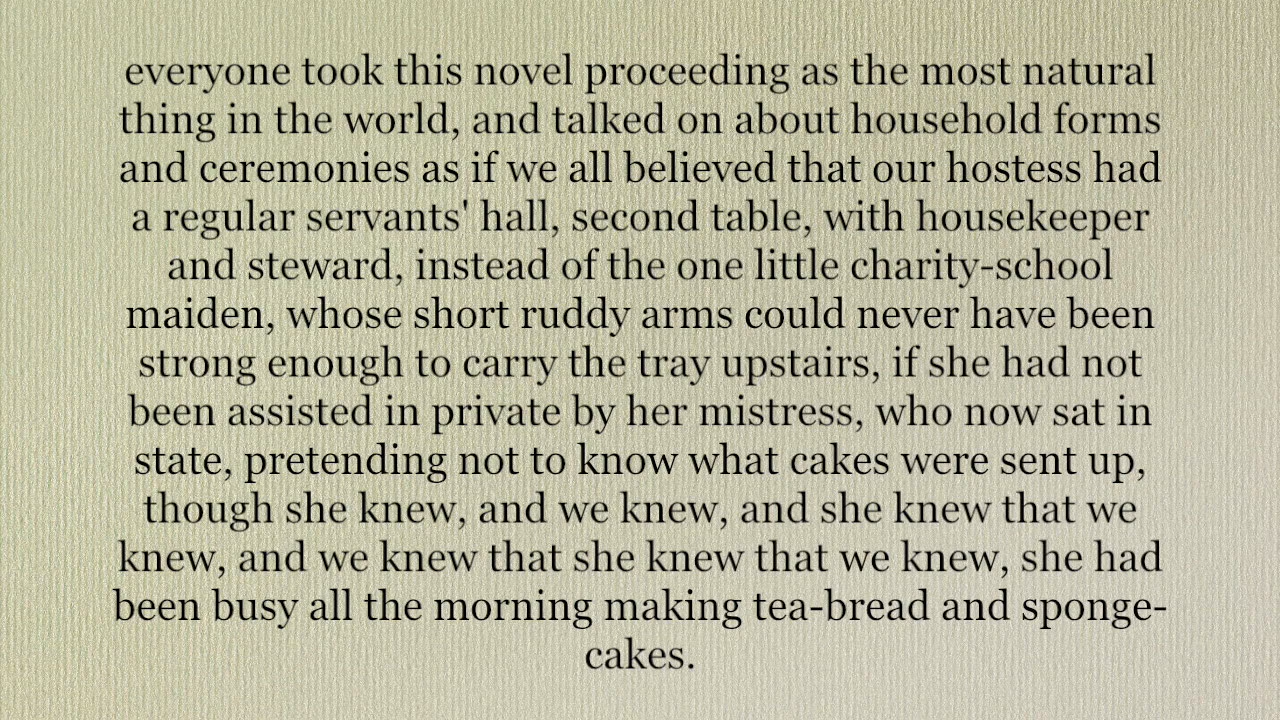 everyone took this novel proceeding as the most natural
thing in the world, and talked on about household forms
and ceremonies as if we all believed that our hostess had
a regular servants' hall, second table, with housekeeper
and steward, instead of the one little charity-school
maiden, whose short ruddy arms could never have been
strong enough to carry the tray upstairs, if she had not
been assisted in private by her mistress, who now sat in
state, pretending not to know what cakes were sent up,
though she knew, and we knew, and she knew that we
knew, and we knew that she knew that we knew, she had
been busy all the morning making tea-bread and sponge-
cakes.